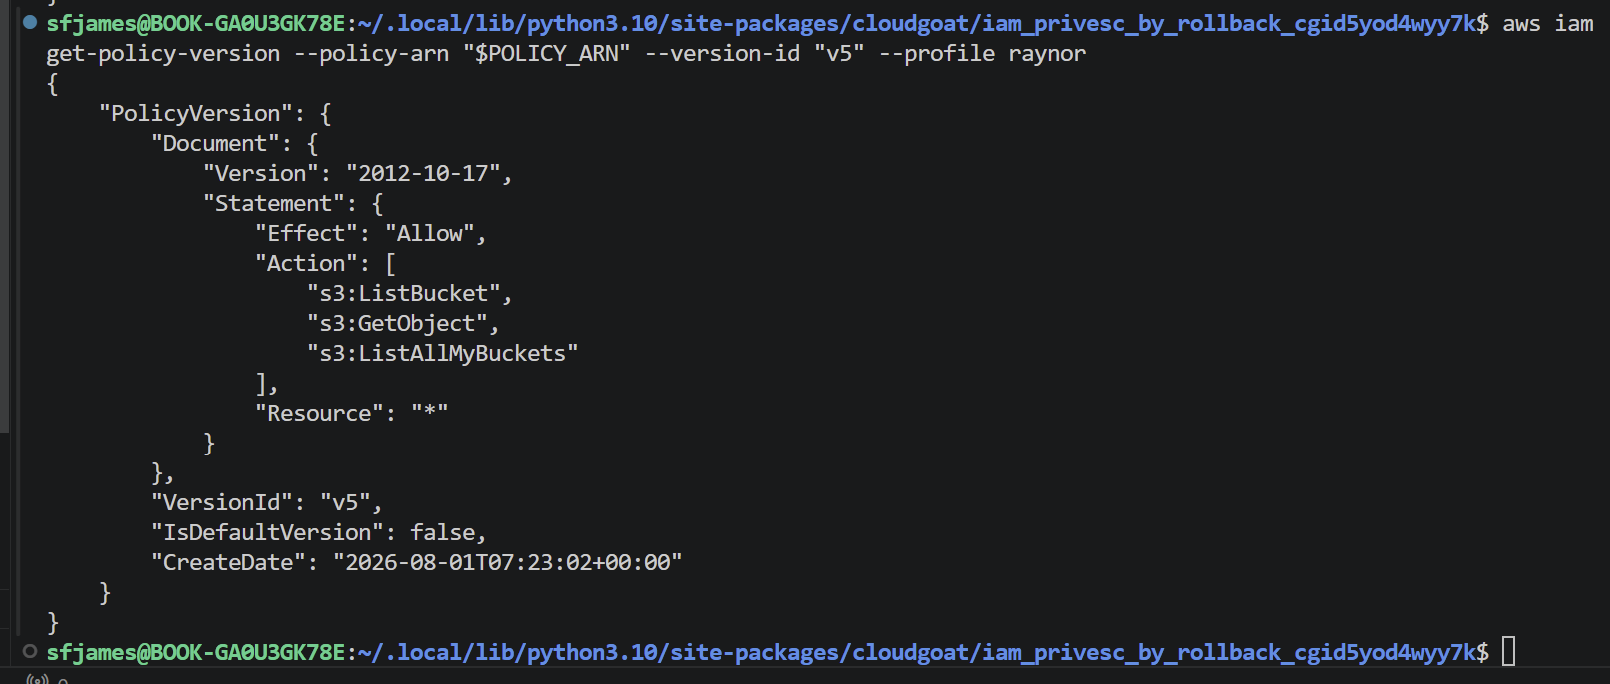 sfjames@BOOK-GA0U3GK78E:~/.local/lib/python3.10/site-packages/cloudgoat/iam_privesc_by_rollback_cgid5yod4wyy7k$ aws iam
get-policy-version --policy-arn "$POLICY_ARN" --version-id "v5" --profile raynor
{
    "PolicyVersion": {
        "Document": {
            "Version": "2012-10-17",
            "Statement": {
                "Effect": "Allow",
                "Action": [
                    "s3:ListBucket",
                    "s3:GetObject",
                    "s3:ListAllMyBuckets"
                ],
                "Resource": "*"
            }
        },
        "VersionId": "v5",
        "IsDefaultVersion": false,
        "CreateDate": "2026-08-01T07:23:02+00:00"
    }
}
sfjames@BOOK-GA0U3GK78E:~/.local/lib/python3.10/site-packages/cloudgoat/iam_privesc_by_rollback_cgid5yod4wyy7k$